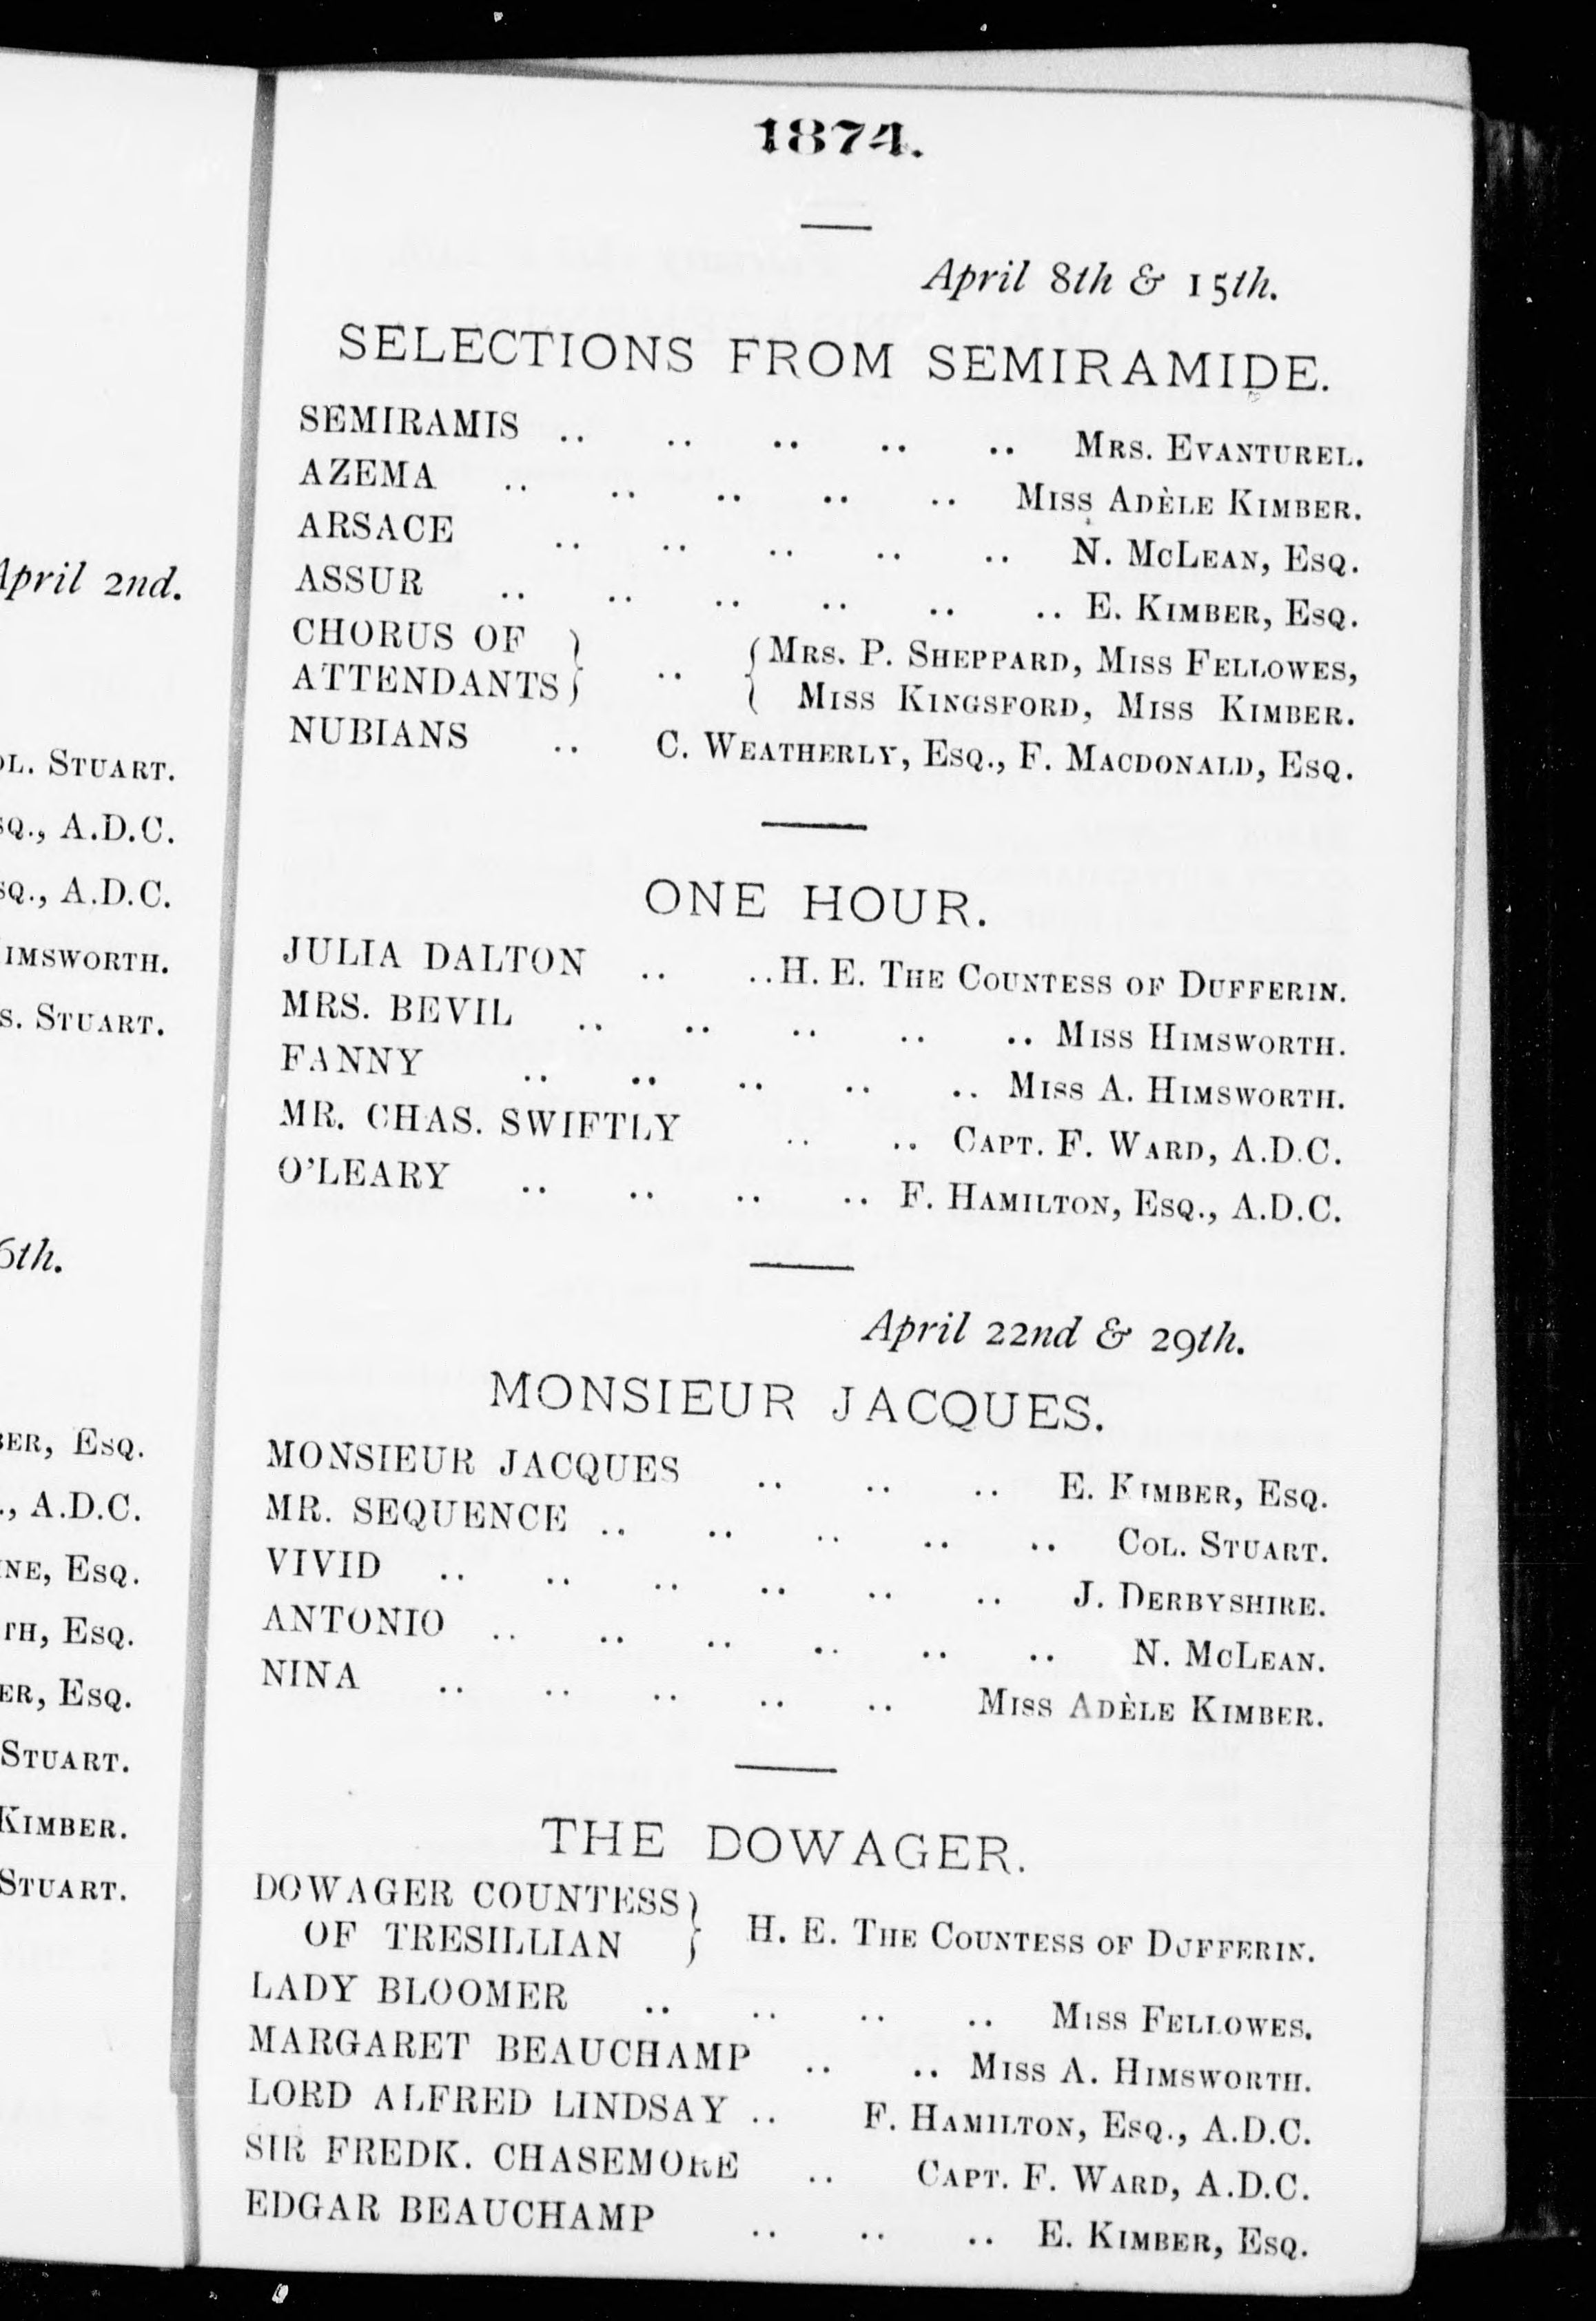 April 2nd.
STUART.
A.D.C.
A.D.C.
STUART.
6th.
ESQ.
A.D.C.
ESQ.
ESQ.
ESQ.
STUART.
KIMBER.
STUART.
1874.
April 8th & 15th.
SELECTIONS FROM SEMIRAMIDE.
SEMIRAMIS .. .. .. .. .. MRS. EVANTUREL.
AZEMA .. .. .. .. .. MISS ADÈLE KIMBER.
ARSACE .. .. .. .. .. N. MCLEAN, ESQ.
ASSUR .. .. .. .. .. .. E. KIMBER, ESQ.
CHORUS OF } .. { MRS. P. SHEPPARD, MISS FELLOWES,
ATTENDANTS } { MISS KINGSFORD, MISS KIMBER.
NUBIANS .. C. WEATHERLY, ESQ., F. MACDONALD, ESQ.
ONE HOUR.
JULIA DALTON .. .. H. E. THE COUNTESS OF DUFFERIN.
MRS. BEVIL .. .. .. .. .. MISS HIMSWORTH.
FANNY .. .. .. .. .. MISS A. HIMSWORTH.
MR. CHAS. SWIFTLY .. .. CAPT. F. WARD, A.D.C.
O'LEARY .. .. .. .. F. HAMILTON, ESQ., A.D.C.
April 22nd & 29th.
MONSIEUR JACQUES.
MONSIEUR JACQUES .. .. .. E. KIMBER, ESQ.
MR. SEQUENCE .. .. .. .. .. COL. STUART.
VIVID .. .. .. .. .. .. J. DERBYSHIRE.
ANTONIO .. .. .. .. .. .. N. MCLEAN.
NINA .. .. .. .. .. MISS ADÈLE KIMBER.
THE DOWAGER.
DOWAGER COUNTESS }
OF TRESILLIAN } H. E. THE COUNTESS OF DUFFERIN.
LADY BLOOMER .. .. .. .. MISS FELLOWES.
MARGARET BEAUCHAMP .. .. MISS A. HIMSWORTH.
LORD ALFRED LINDSAY .. F. HAMILTON, ESQ., A.D.C.
SIR FREDK. CHASEMORE .. CAPT. F. WARD, A.D.C.
EDGAR BEAUCHAMP .. .. .. E. KIMBER, ESQ.